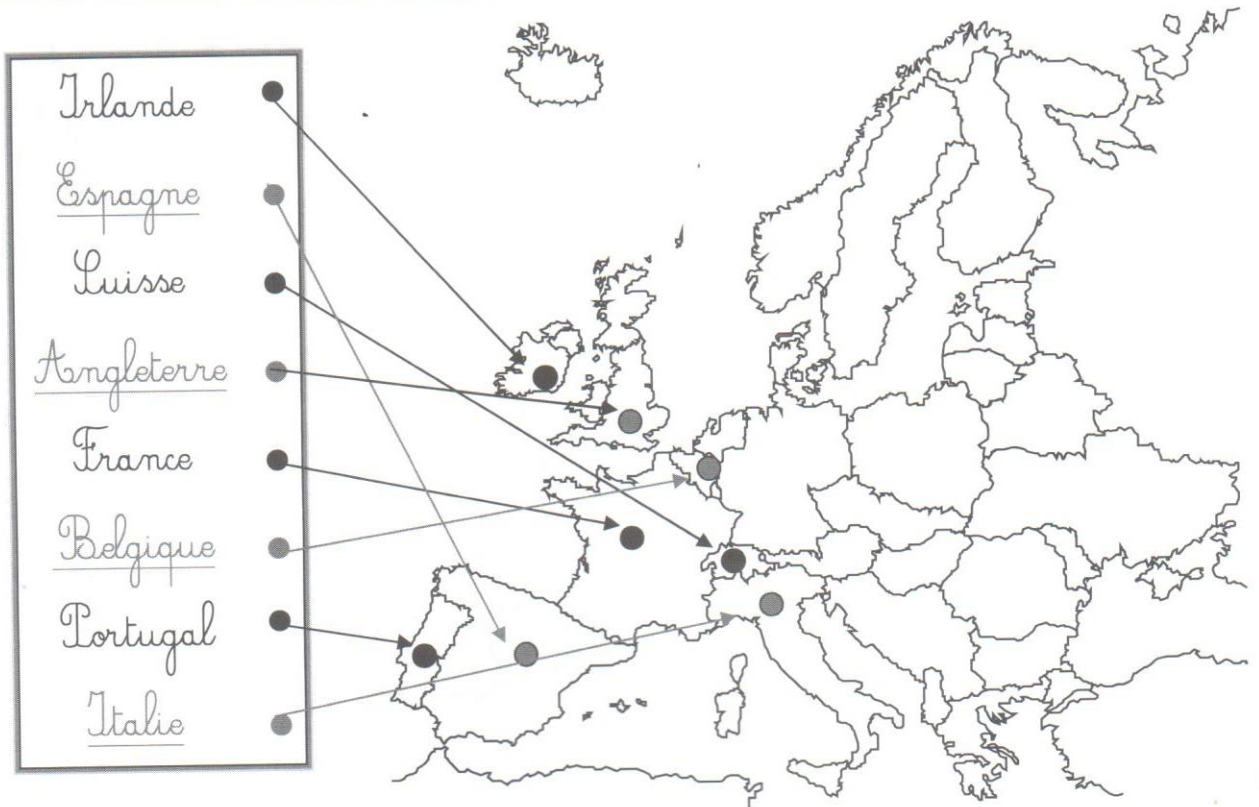 Irlande
Espagne
Suisse
Angleterre
France
Belgique
Portugal
Italie